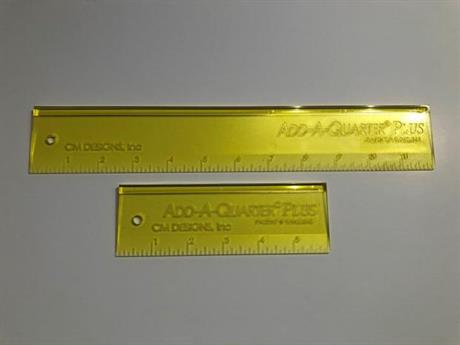 ADD-A-QUARTER© PLUS
CM DESIGNS, Inc
1 2 3 4 5 6 7 8 9 10 11
ADD-A-QUARTER© PLUS
CM DESIGNS, Inc
1 2 3 4 5